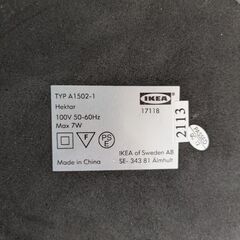 TYP A1502-1
Hektar
100V 50-60Hz
Max 7W
F
PS
E
Made in China
IKEA
17118
IKEA of Sweden AB
SE- 343 81 Älmhult
2113